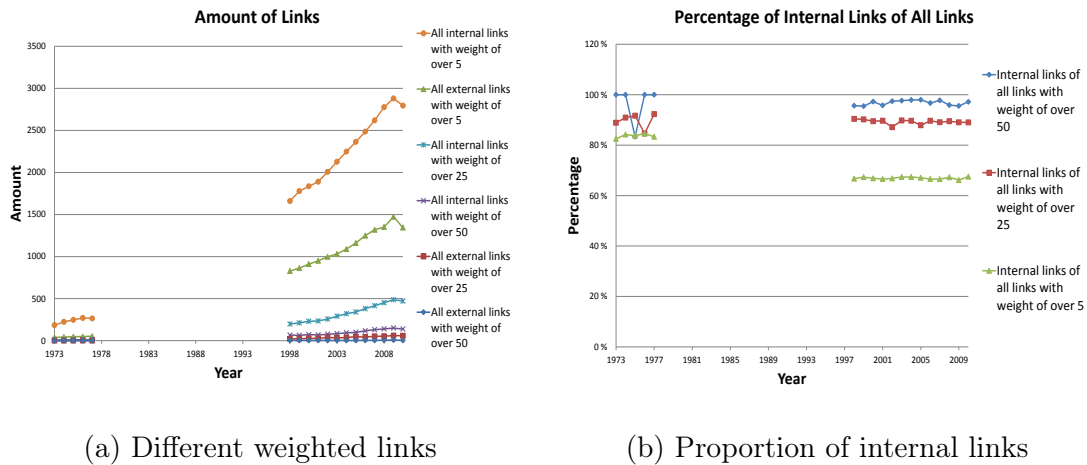 Amount of Links
3500
3000
2500
2000
1500
1000
500
0
Amount
1973
1978
1983
1988
1993
1998
2003
2008
Year
All internal links
with weight of
over 5
All external links
with weight of
over 5
All internal links
with weight of
over 25
All internal links
with weight of
over 50
All external links
with weight of
over 25
All external links
with weight of
over 50
Percentage of Internal Links of All Links
120 %
100 %
80 %
60 %
40 %
20 %
0 %
Percentage
1973
1977
1981
1985
1989
1993
1997
2001
2005
2009
Year
Internal links of
all links with
weight of over
50
Internal links of
all links with
weight of over
25
Internal links of
all links with
weight of over 5
(a) Different weighted links
(b) Proportion of internal links